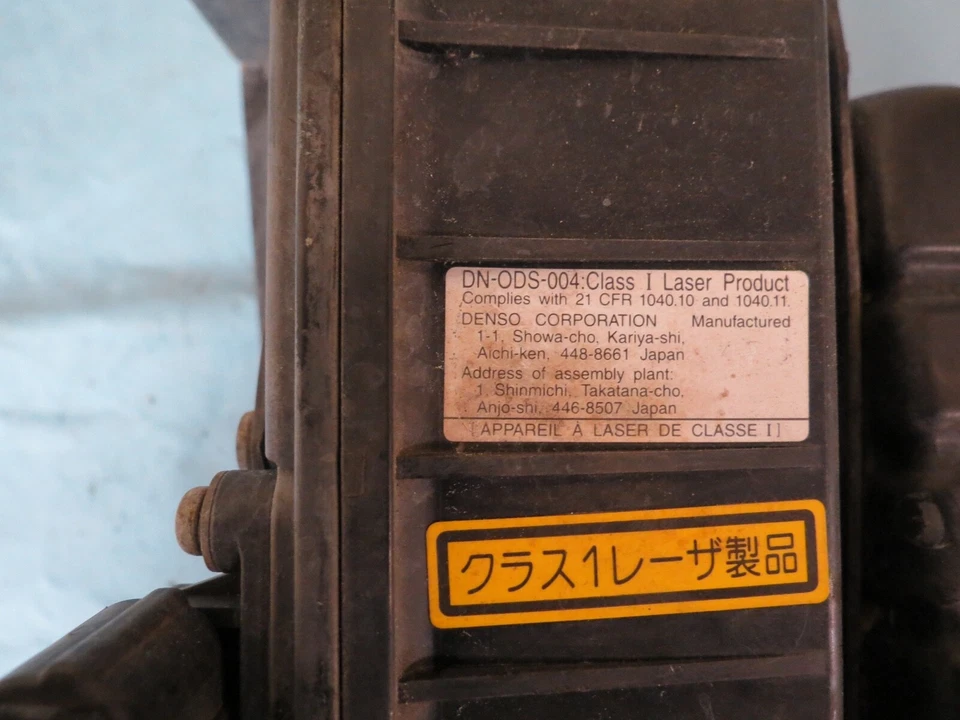 DN-ODS-004:Class I Laser Product
Complies with 21 CFR 1040.10 and 1040.11.
DENSO CORPORATION Manufactured
1-1, Showa-cho, Kariya-shi,
Aichi-ken, 448-8661 Japan
Address of assembly plant:
1, Shinmichi, Takatana-cho,
Anjo-shi, 446-8507 Japan
[APPAREIL À LASER DE CLASSE I]
クラス1レーザ製品